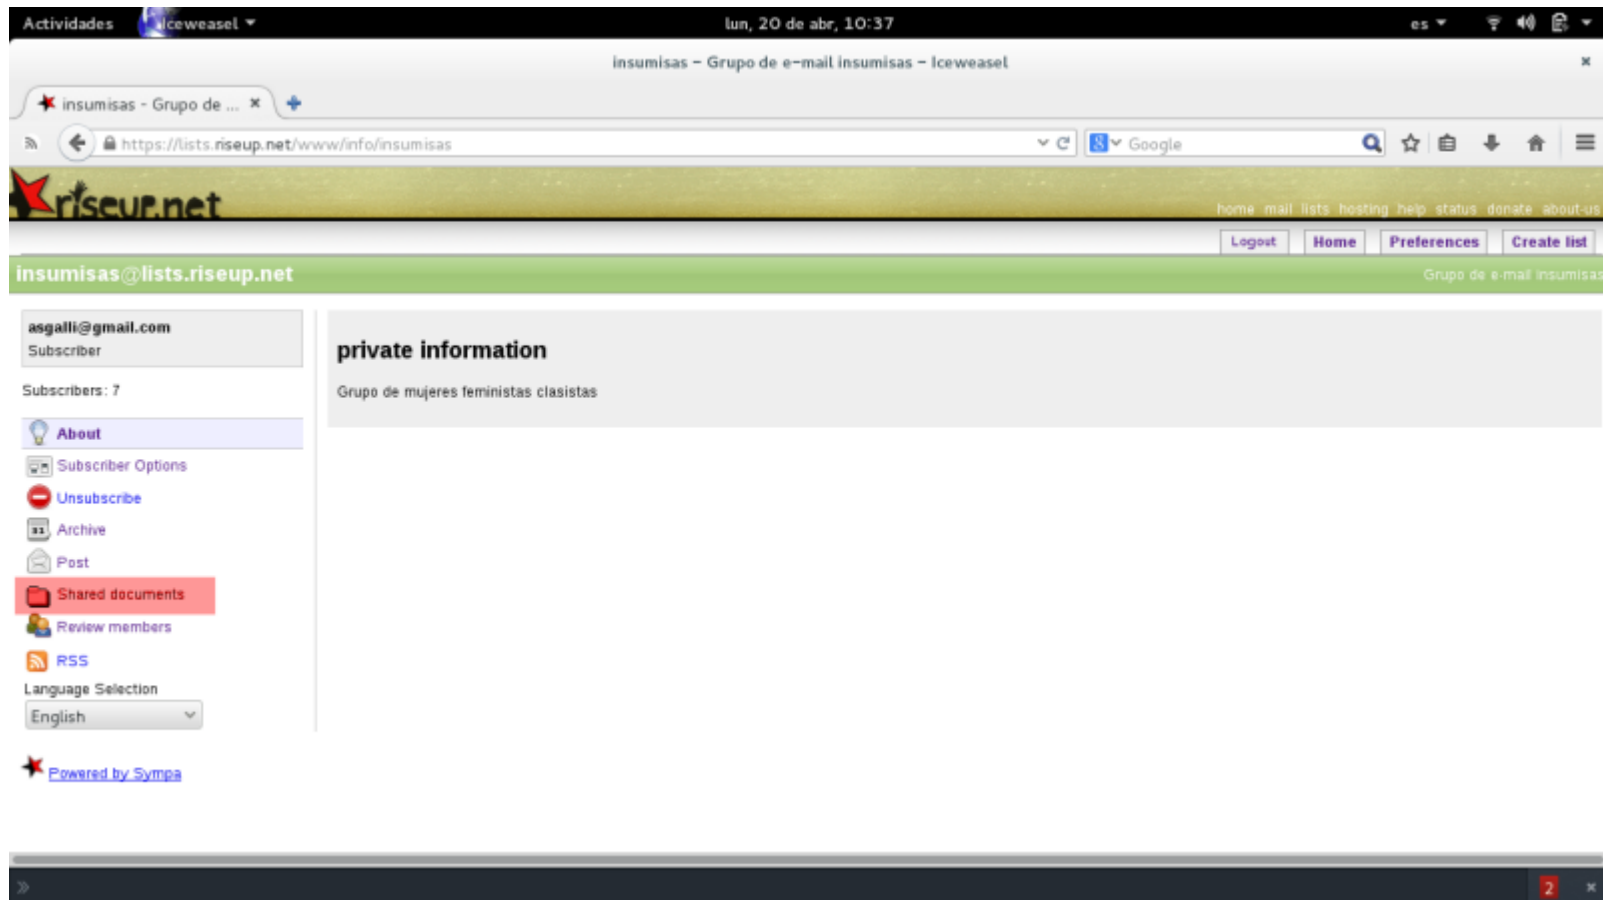 Actividades Iceweasel lun, 20 de abr, 10:37 es
insumisas – Grupo de e-mail insumisas – Iceweasel
insumisas - Grupo de ...
https://lists.riseup.net/www/info/insumisas Google
riseup.net
home mail lists hosting help status donate about-us
Logout Home Preferences Create list
insumisas@lists.riseup.net Grupo de e-mail insumisas
asgalli@gmail.com
Subscriber
private information
Subscribers: 7
Grupo de mujeres feministas clasistas
About
Subscriber Options
Unsubscribe
31 Archive
Post
Shared documents
Review members
RSS
Language Selection
English
Powered by Sympa
2